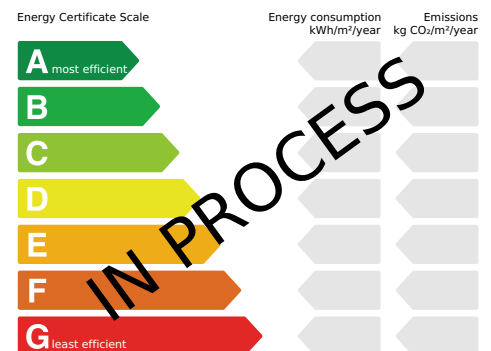 Energy Certificate Scale
Energy consumption
kWh/m²/year
Emissions
kg CO₂/m²/year
A most efficient
B
C
D
E
F
G least efficient
IN PROCESS